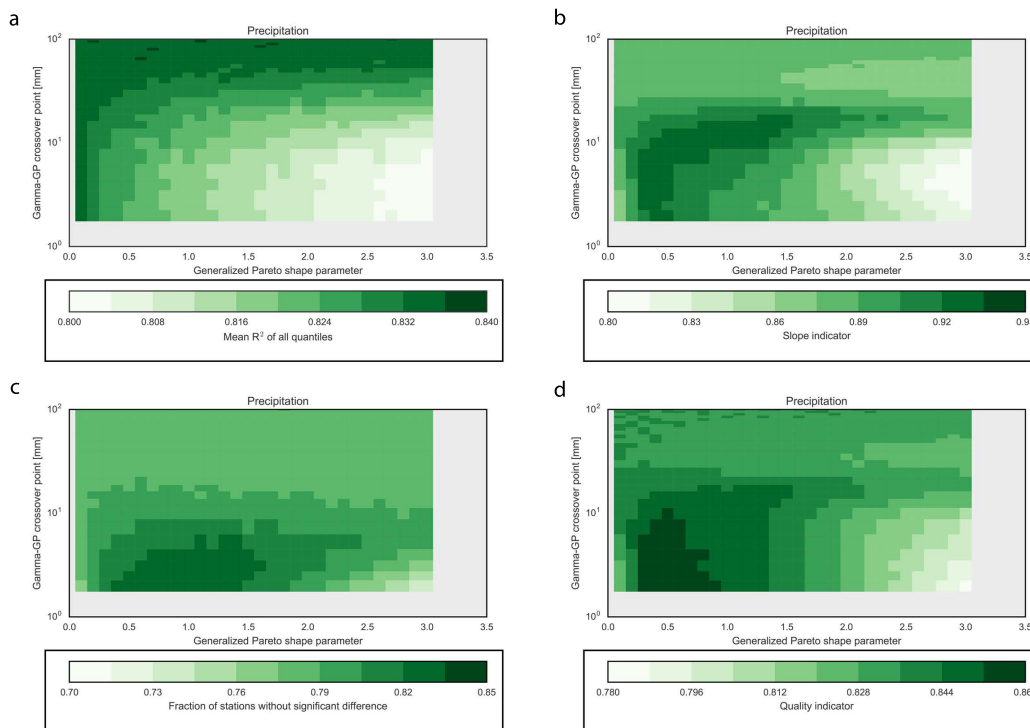 a
Precipitation
Gamma-GP crossover point [mm]
10²
10¹
10⁰
0.0 0.5 1.0 1.5 2.0 2.5 3.0 3.5
Generalized Pareto shape parameter
0.800 0.808 0.816 0.824 0.832 0.840
Mean R² of all quantiles
b
Precipitation
Gamma-GP crossover point [mm]
10²
10¹
10⁰
0.0 0.5 1.0 1.5 2.0 2.5 3.0 3.5
Generalized Pareto shape parameter
0.80 0.83 0.86 0.89 0.92
Slope indicator
c
Precipitation
Gamma-GP crossover point [mm]
10²
10¹
10⁰
0.0 0.5 1.0 1.5 2.0 2.5 3.0 3.5
Generalized Pareto shape parameter
0.70 0.73 0.76 0.79 0.82 0.85
Fraction of stations without significant difference
d
Precipitation
Gamma-GP crossover point [mm]
10²
10¹
10⁰
0.0 0.5 1.0 1.5 2.0 2.5 3.0 3.5
Generalized Pareto shape parameter
0.780 0.796 0.812 0.828 0.844
Quality indicator